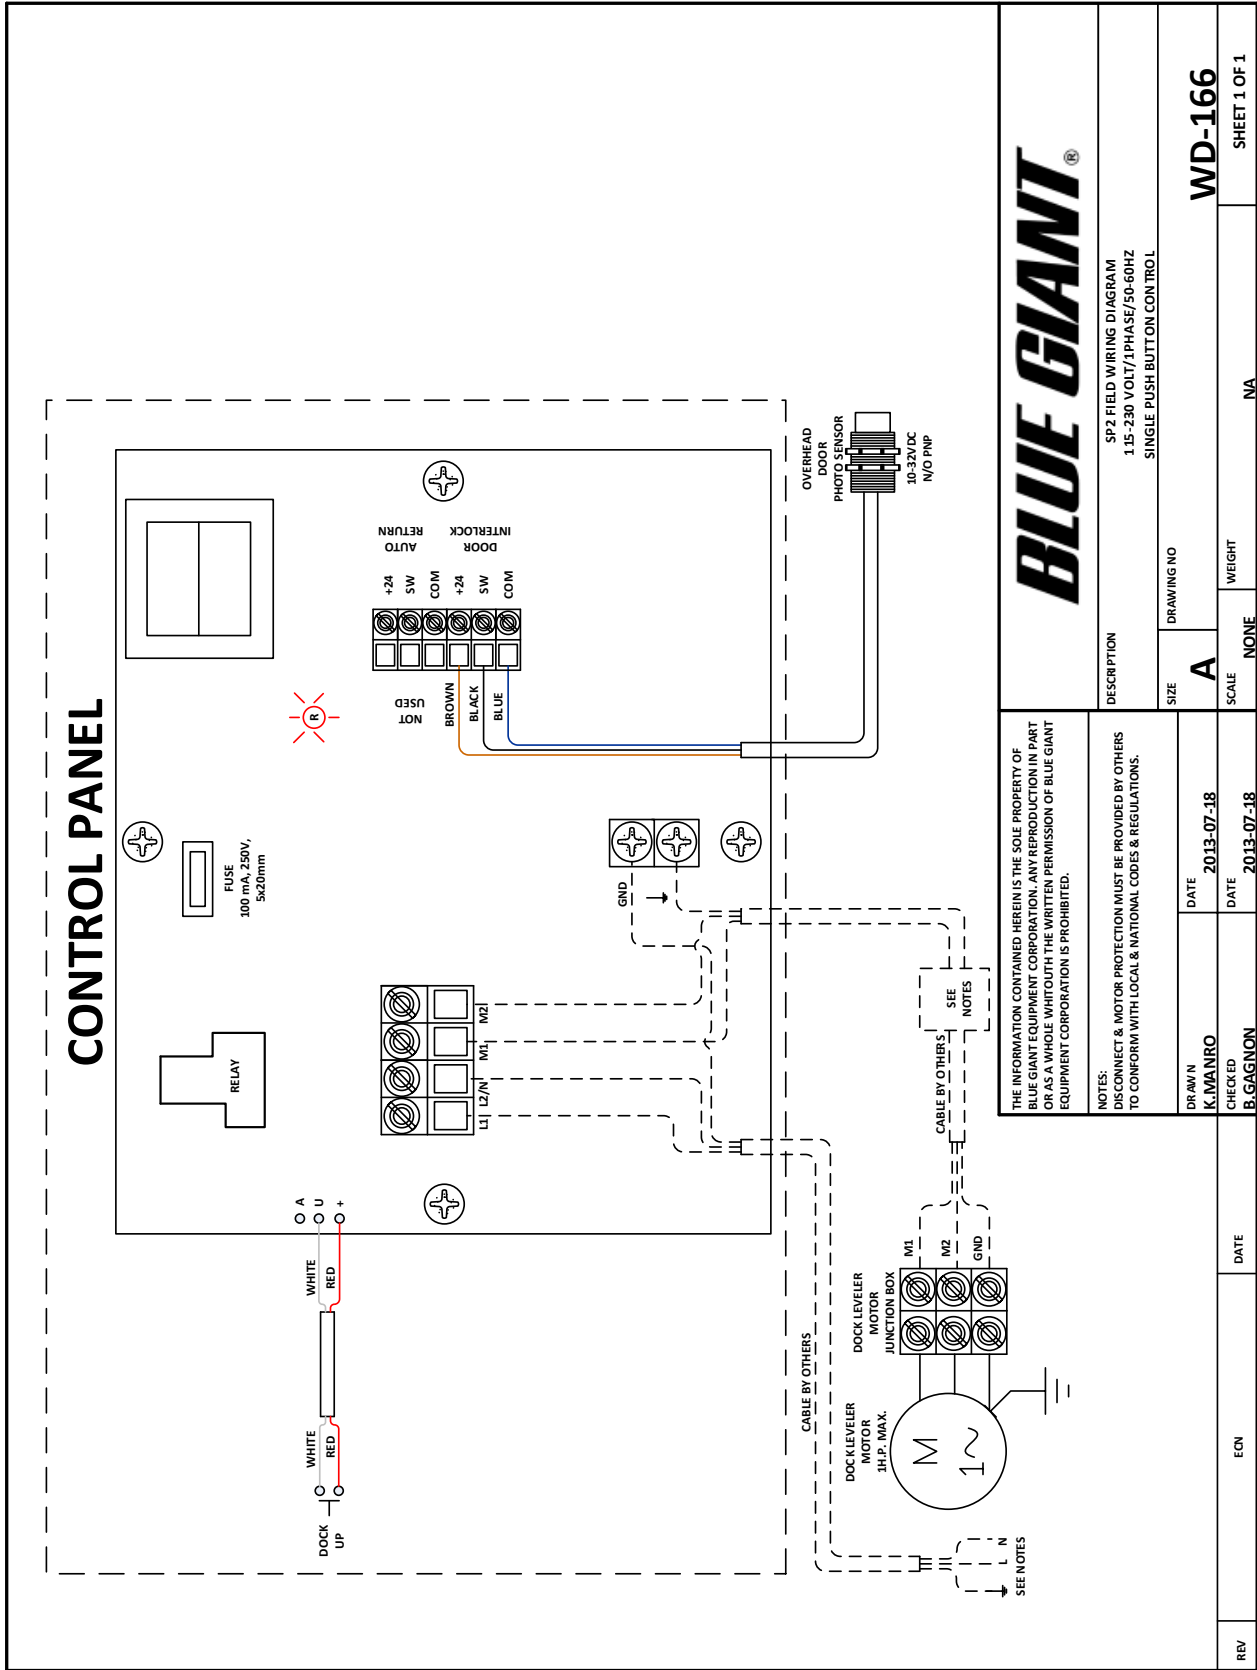 CONTROL PANEL
DOCK
UP
WHITE
RED
WHITE
RED
A
U
+
RELAY
FUSE
100 mA, 250V,
5x20mm
R
L1
L2/N
M1
M2
GND
NOT
USED
BROWN
BLACK
BLUE
+24
SW
COM
+24
SW
COM
AUTO
RETURN
DOOR
INTERLOCK
OVERHEAD
DOOR
PHOTO SENSOR
10-32VDC
N/O PNP
CABLE BY OTHERS
L
N
SEE NOTES
DOCK LEVELER
MOTOR
1H.P. MAX.
M
1~
DOCK LEVELER
MOTOR
JUNCTION BOX
M1
M2
GND
CABLE BY OTHERS
SEE
NOTES
THE INFORMATION CONTAINED HEREIN IS THE SOLE PROPERTY OF
BLUE GIANT EQUIPMENT CORPORATION. ANY REPRODUCTION IN PART
OR AS A WHOLE WHITOUTH THE WRITTEN PERMISSION OF BLUE GIANT
EQUIPMENT CORPORATION IS PROHIBITED.
NOTES:
DISCONNECT & MOTOR PROTECTION MUST BE PROVIDED BY OTHERS
TO CONFORM WITH LOCAL & NATIONAL CODES & REGULATIONS.
BLUE GIANT®
DESCRIPTION
SP2 FIELD WIRING DIAGRAM
115-230 VOLT/1PHASE/50-60HZ
SINGLE PUSH BUTTON CONTROL
DRAWN
K.MANRO
DATE
2013-07-18
SIZE
A
DRAWING NO
WD-166
REV
ECN
DATE
CHECKED
B.GAGNON
DATE
2013-07-18
SCALE
NONE
WEIGHT
NA
SHEET 1 OF 1